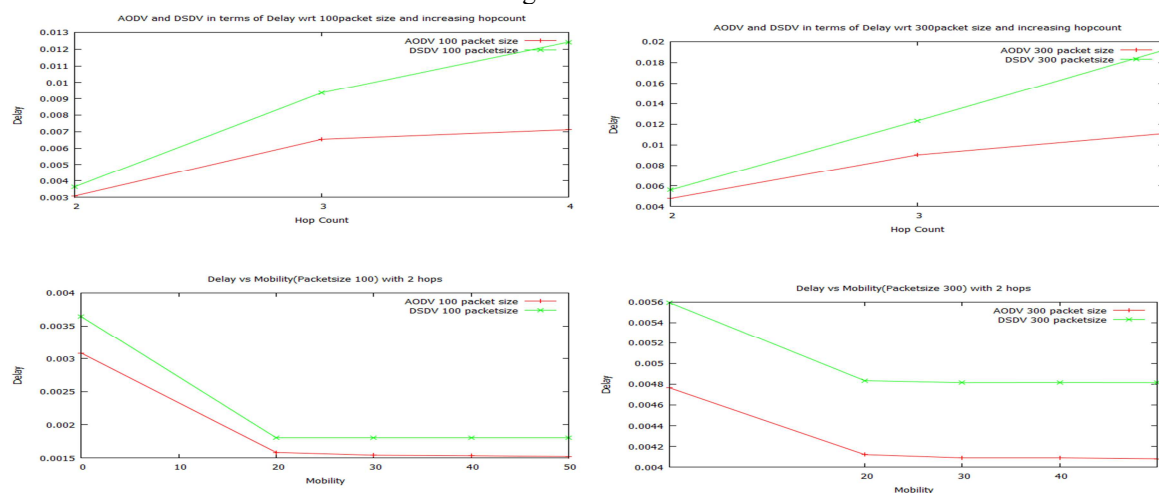 AODV and DSDV in terms of Delay wrt 100packet size and increasing hopcount
0.013
0.012
0.011
0.01
0.009
0.008
0.007
0.006
0.005
0.004
0.003
Delay
AODV 100 packet size
DSDV 100 packetsize
2
3
4
Hop Count
AODV and DSDV in terms of Delay wrt 300packet size and increasing hopcount
0.02
0.018
0.016
0.014
0.012
0.01
0.008
0.006
0.004
Delay
AODV 300 packet size
DSDV 300 packetsize
2
3
Hop Count
Delay vs Mobility(Packetsize 100) with 2 hops
0.004
0.0035
0.003
0.0025
0.002
0.0015
Delay
AODV 100 packet size
DSDV 100 packetsize
0
10
20
30
40
50
Mobility
Delay vs Mobility(Packetsize 300) with 2 hops
0.0056
0.0054
0.0052
0.005
0.0048
0.0046
0.0044
0.0042
0.004
Delay
AODV 300 packet size
DSDV 300 packetsize
20
30
40
Mobility